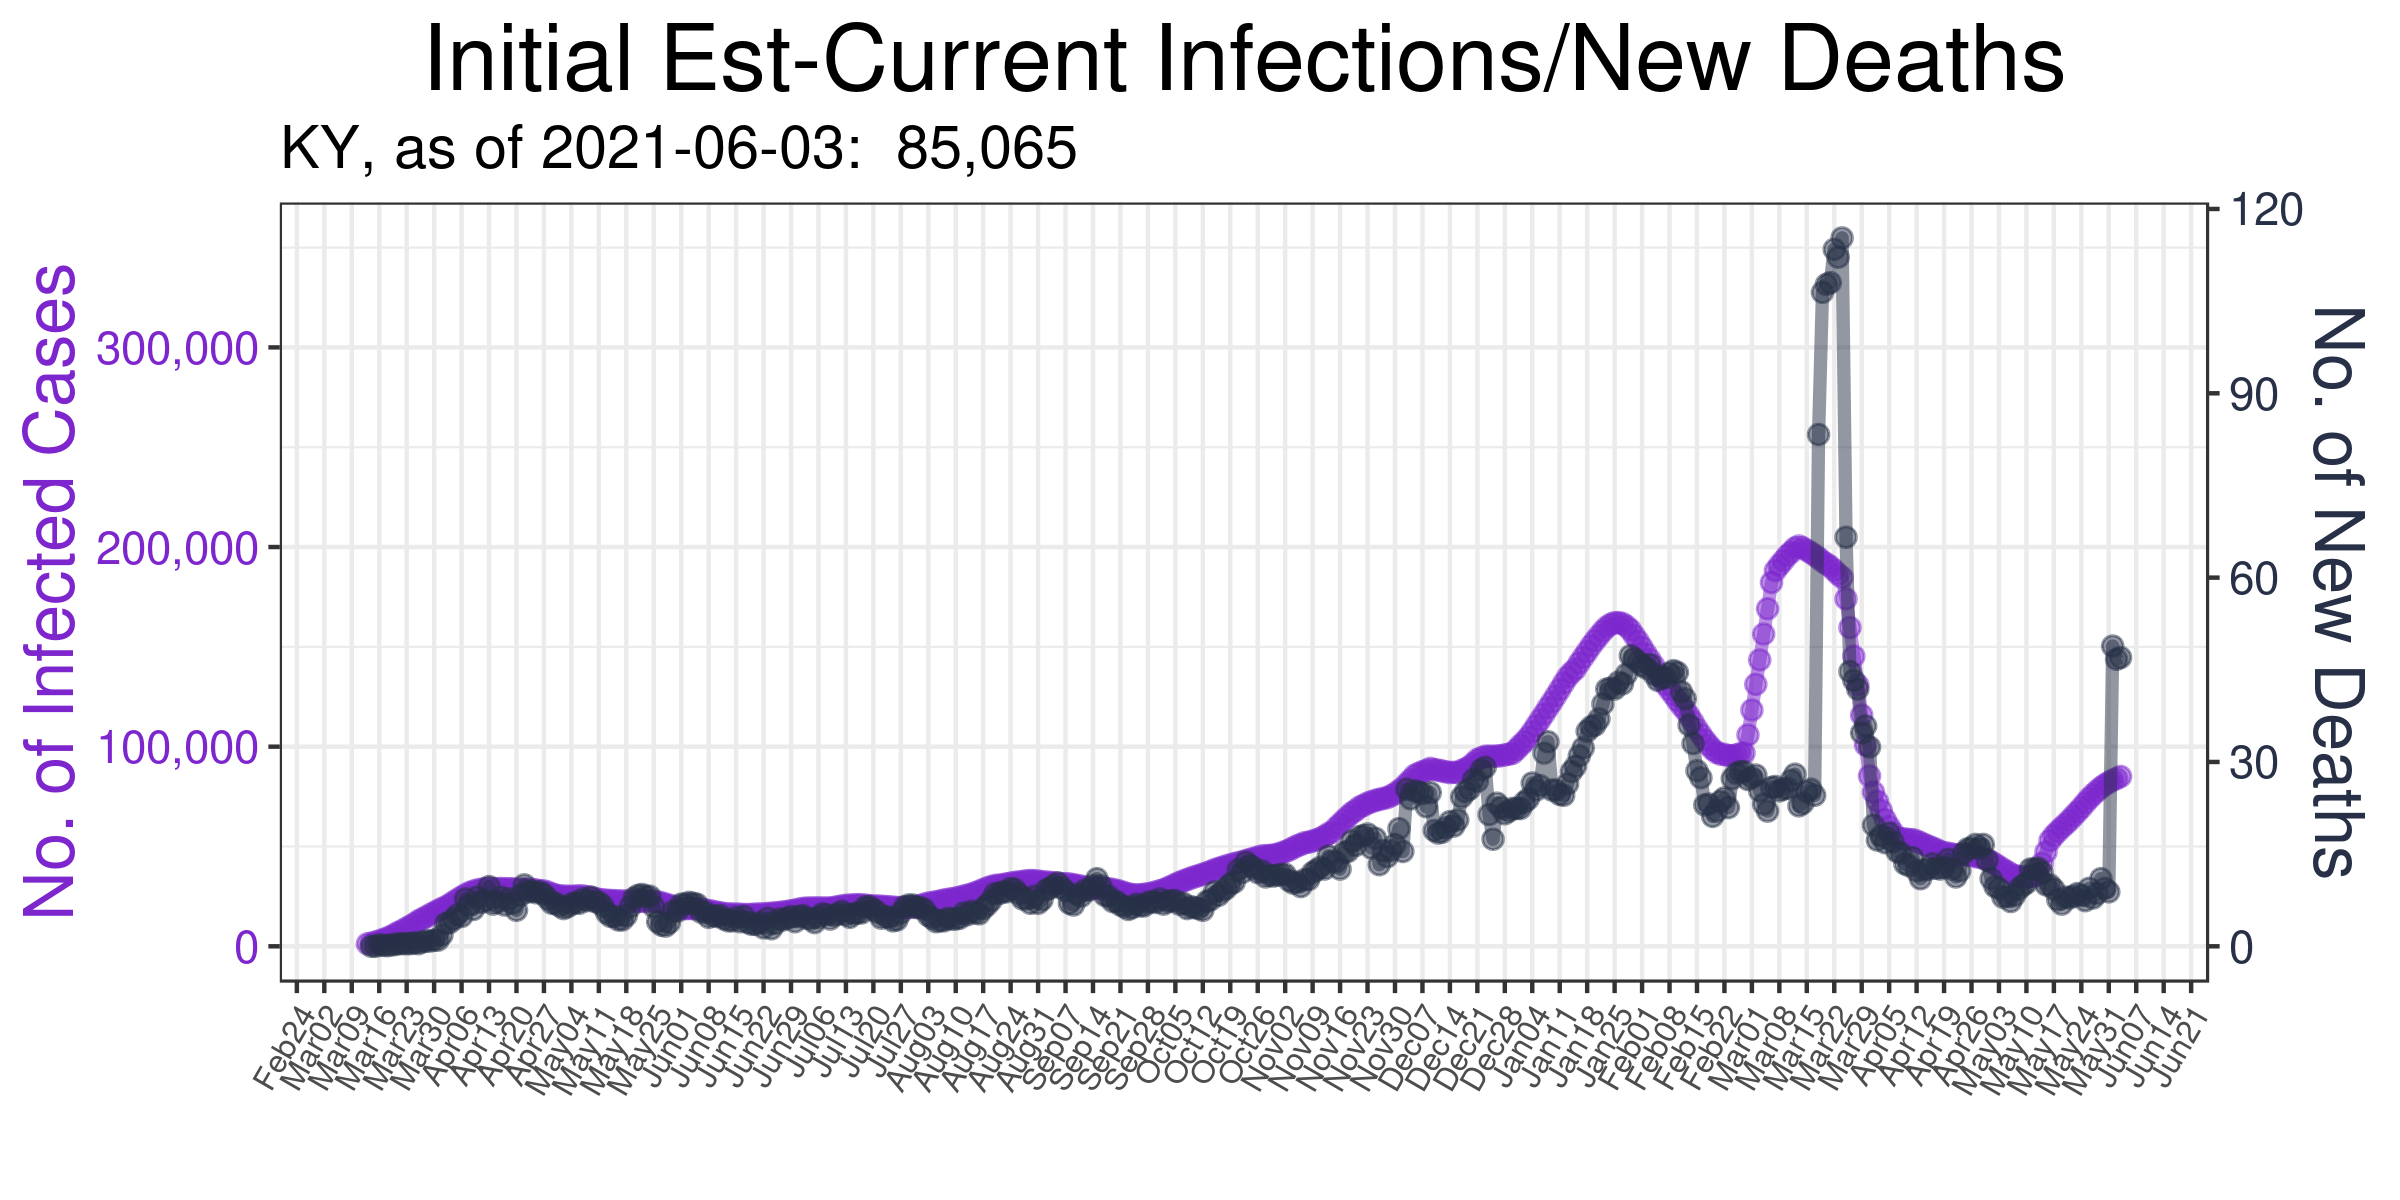 Initial Est-Current Infections/New Deaths
KY, as of 2021-06-03:  85,065
No. of Infected Cases
300,000
200,000
100,000
0
120
90
60
30
0
No. of New Deaths
Feb24
Mar02
Mar09
Mar16
Mar23
Mar30
Apr06
Apr13
Apr20
Apr27
May04
May11
May18
May25
Jun01
Jun08
Jun15
Jun22
Jun29
Jul06
Jul13
Jul20
Jul27
Aug03
Aug10
Aug17
Aug24
Aug31
Sep07
Sep14
Sep21
Sep28
Oct05
Oct12
Oct19
Oct26
Nov02
Nov09
Nov16
Nov23
Nov30
Dec07
Dec14
Dec21
Dec28
Jan04
Jan11
Jan18
Jan25
Feb01
Feb08
Feb15
Feb22
Mar01
Mar08
Mar15
Mar22
Mar29
Apr05
Apr12
Apr19
Apr26
May03
May10
May17
May24
May31
Jun07
Jun14
Jun21